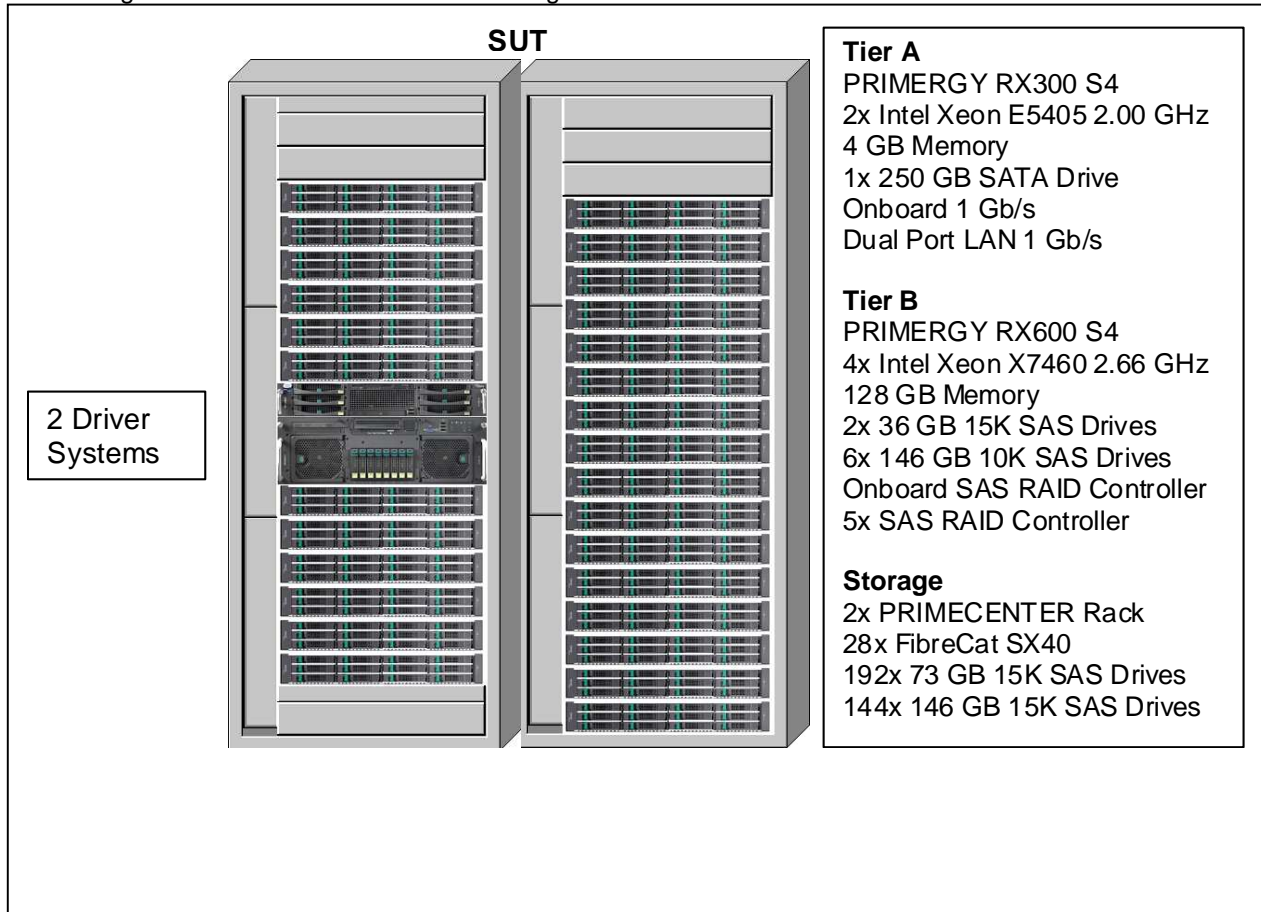 SUT
2 Driver
Systems
Tier A
PRIMERGY RX300 S4
2x Intel Xeon E5405 2.00 GHz
4 GB Memory
1x 250 GB SATA Drive
Onboard 1 Gb/s
Dual Port LAN 1 Gb/s
Tier B
PRIMERGY RX600 S4
4x Intel Xeon X7460 2.66 GHz
128 GB Memory
2x 36 GB 15K SAS Drives
6x 146 GB 10K SAS Drives
Onboard SAS RAID Controller
5x SAS RAID Controller
Storage
2x PRIMECENTER Rack
28x FibreCat SX40
192x 73 GB 15K SAS Drives
144x 146 GB 15K SAS Drives